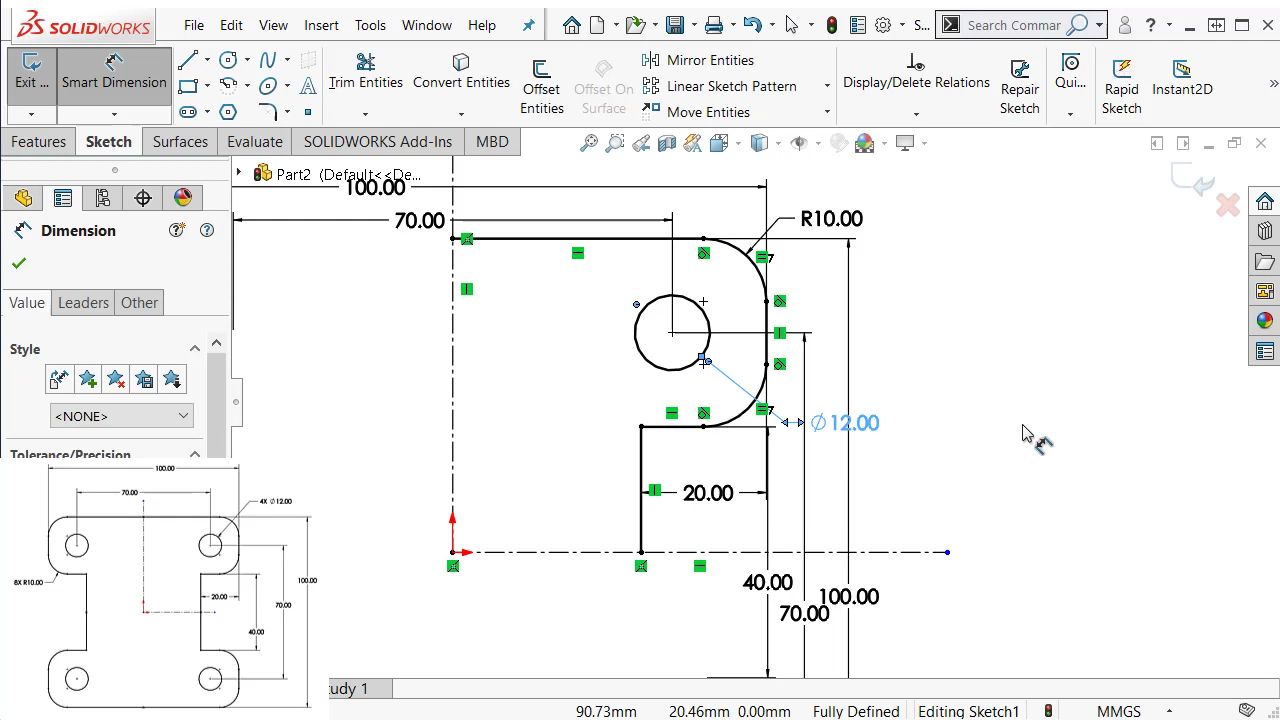 SOLIDWORKS
File Edit View Insert Tools Window Help
S...
Search Commar
Exit ...
Smart Dimension
Trim Entities
Convert Entities
Offset Entities
Offset On Surface
Mirror Entities
Linear Sketch Pattern
Move Entities
Display/Delete Relations
Repair Sketch
Qui...
Rapid Sketch
Instant2D
Features Sketch Surfaces Evaluate SOLIDWORKS Add-Ins MBD
Part2 (Default<<De...
Dimension
Value Leaders Other
Style
<NONE>
Tolerance/Precision
100.00
70.00
R10.00
Ø12.00
20.00
40.00
70.00
100.00
100.00
70.00
4X Ø12.00
8X R10.00
20.00
100.00
70.00
40.00
tudy 1
90.73mm 20.46mm 0.00mm Fully Defined Editing Sketch1 MMGS